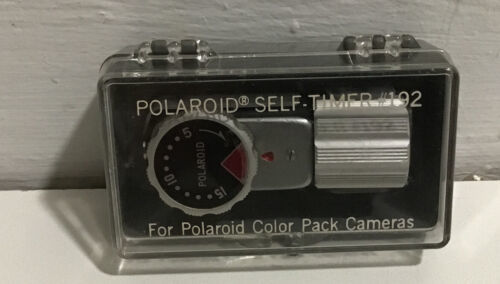 POLAROID® SELF-TIMER #192
5
10
15
POLAROID
For Polaroid Color Pack Cameras